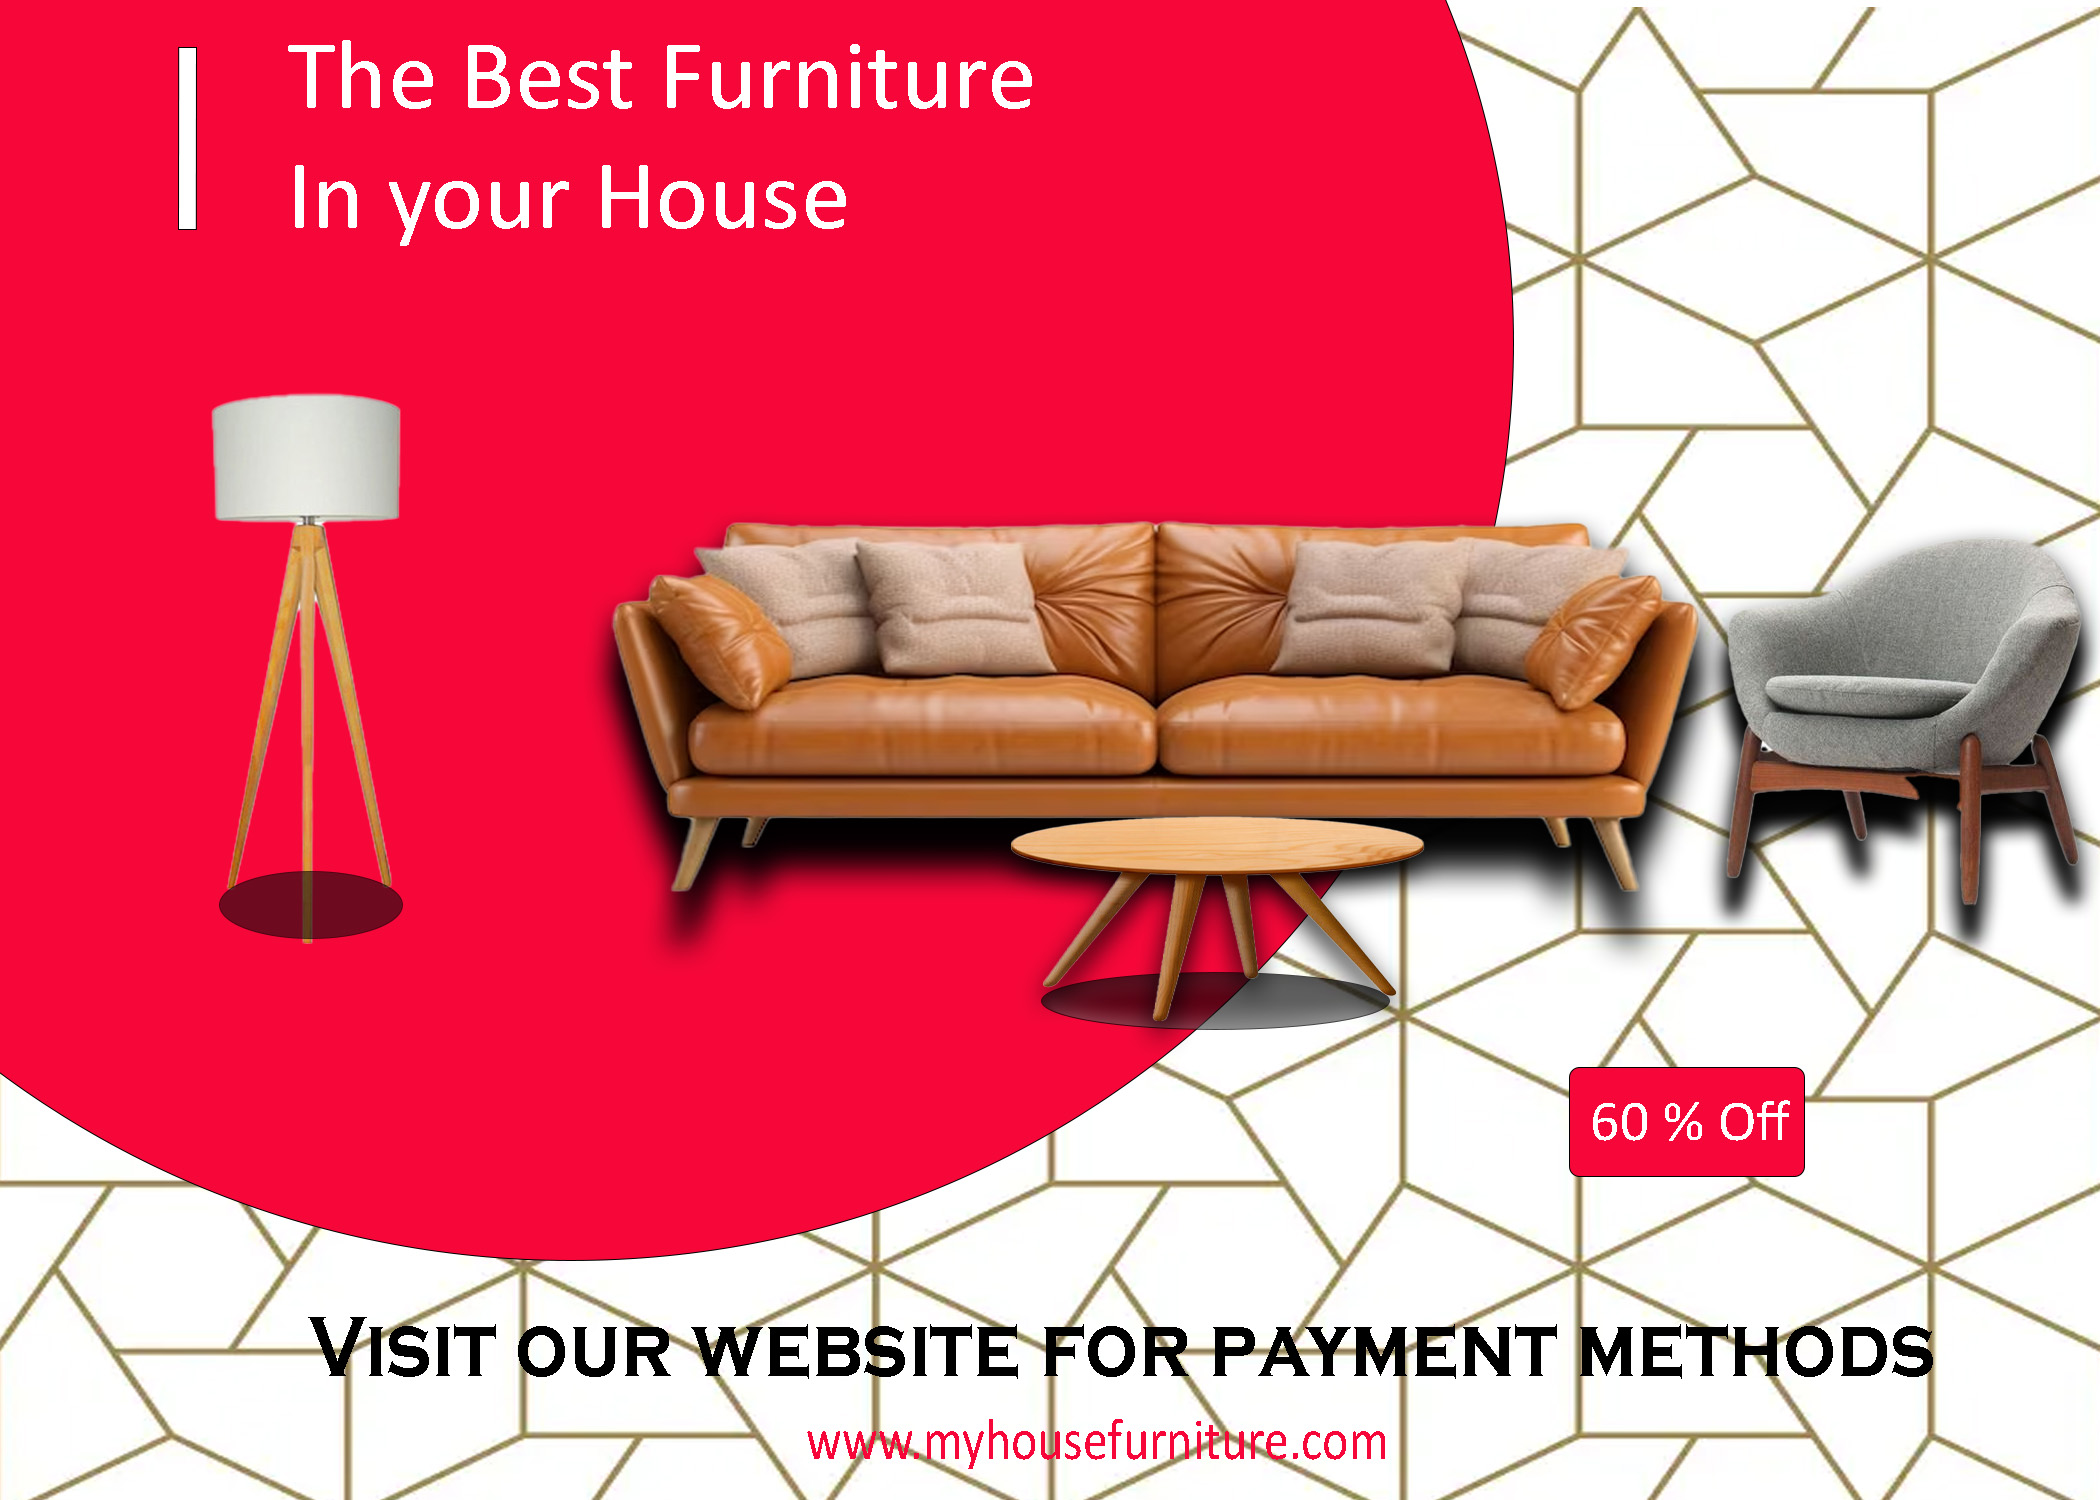 The Best Furniture
In your House
60 % Off
Visit our website for payment methods
www.myhousefurniture.com